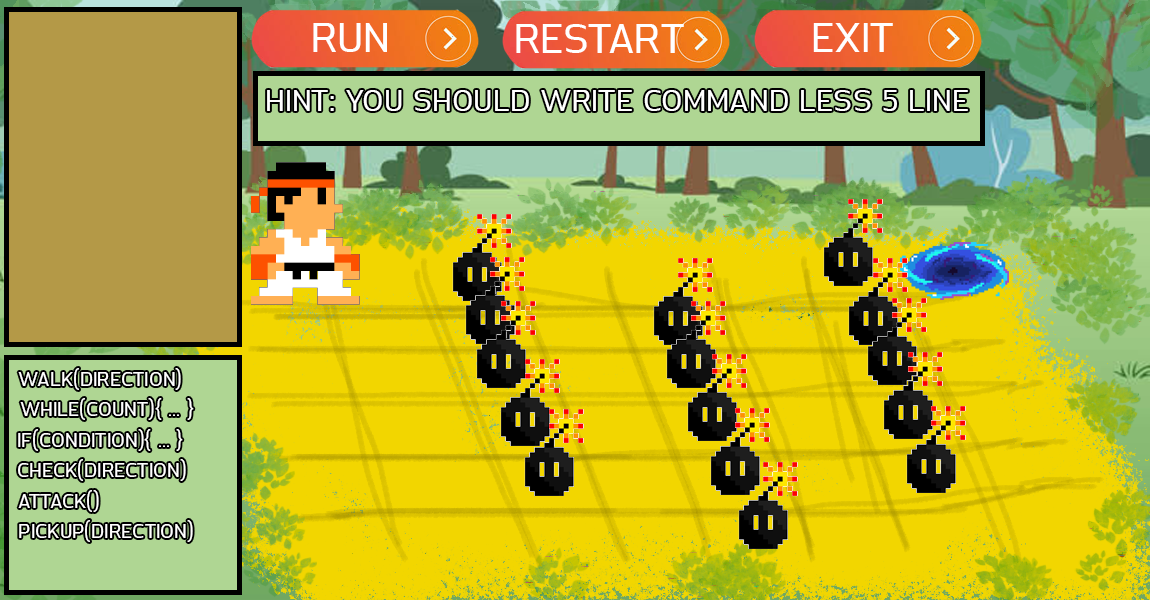 RUN
RESTART
EXIT
HINT: YOU SHOULD WRITE COMMAND LESS 5 LINE
WALK(DIRECTION)
WHILE(COUNT){ ... }
IF(CONDITION){ ... }
CHECK(DIRECTION)
ATTACK()
PICKUP(DIRECTION)